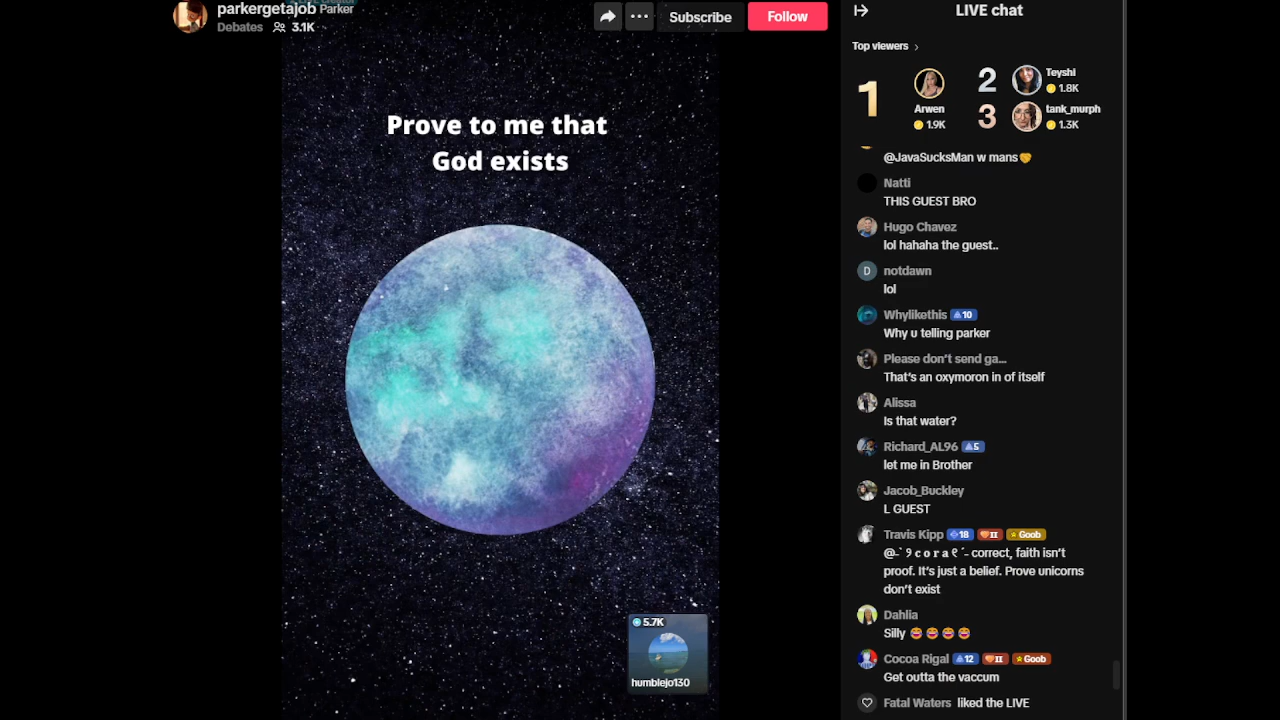 parkergetajob Parker
Debates 3.1K
Subscribe
Follow
LIVE chat
Top viewers
1
Arwen
1.9K
2
Teyshi
1.8K
3
tank_murph
1.3K
Prove to me that
God exists
5.7K
humblejo130
@JavaSucksMan w mans
Natti
THIS GUEST BRO
Hugo Chavez
lol hahaha the guest..
D
notdawn
lol
Whylikethis 10
Why u telling parker
Please don't send ga...
That's an oxymoron in of itself
Alissa
Is that water?
Richard_AL96 5
let me in Brother
Jacob_Buckley
L GUEST
Travis Kipp 18 II Goob
@-` ୨ 𝐜 𝐨 𝐫 𝐚 ୧ ´- correct, faith isn't
proof. It's just a belief. Prove unicorns
don't exist
Dahlia
Silly
Cocoa Rigal 12 II Goob
Get outta the vaccum
Fatal Waters liked the LIVE